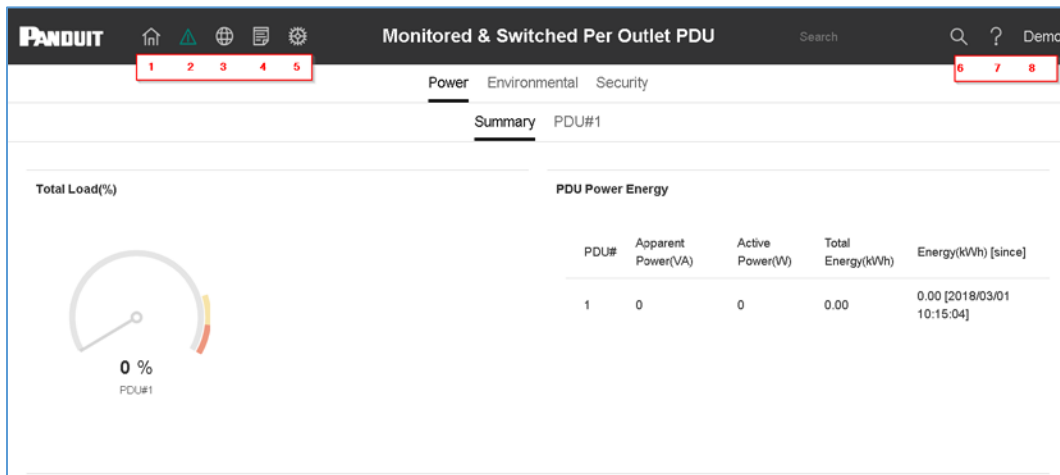 PANDUIT Monitored & Switched Per Outlet PDU Search Demo
1 2 3 4 5 6 7 8
Power Environmental Security
Summary PDU#1
Total Load(%)
0 %
PDU#1
PDU Power Energy
PDU# Apparent Power(VA) Active Power(W) Total Energy(kWh) Energy(kWh) [since]
1 0 0 0.00 0.00 [2018/03/01 10:15:04]